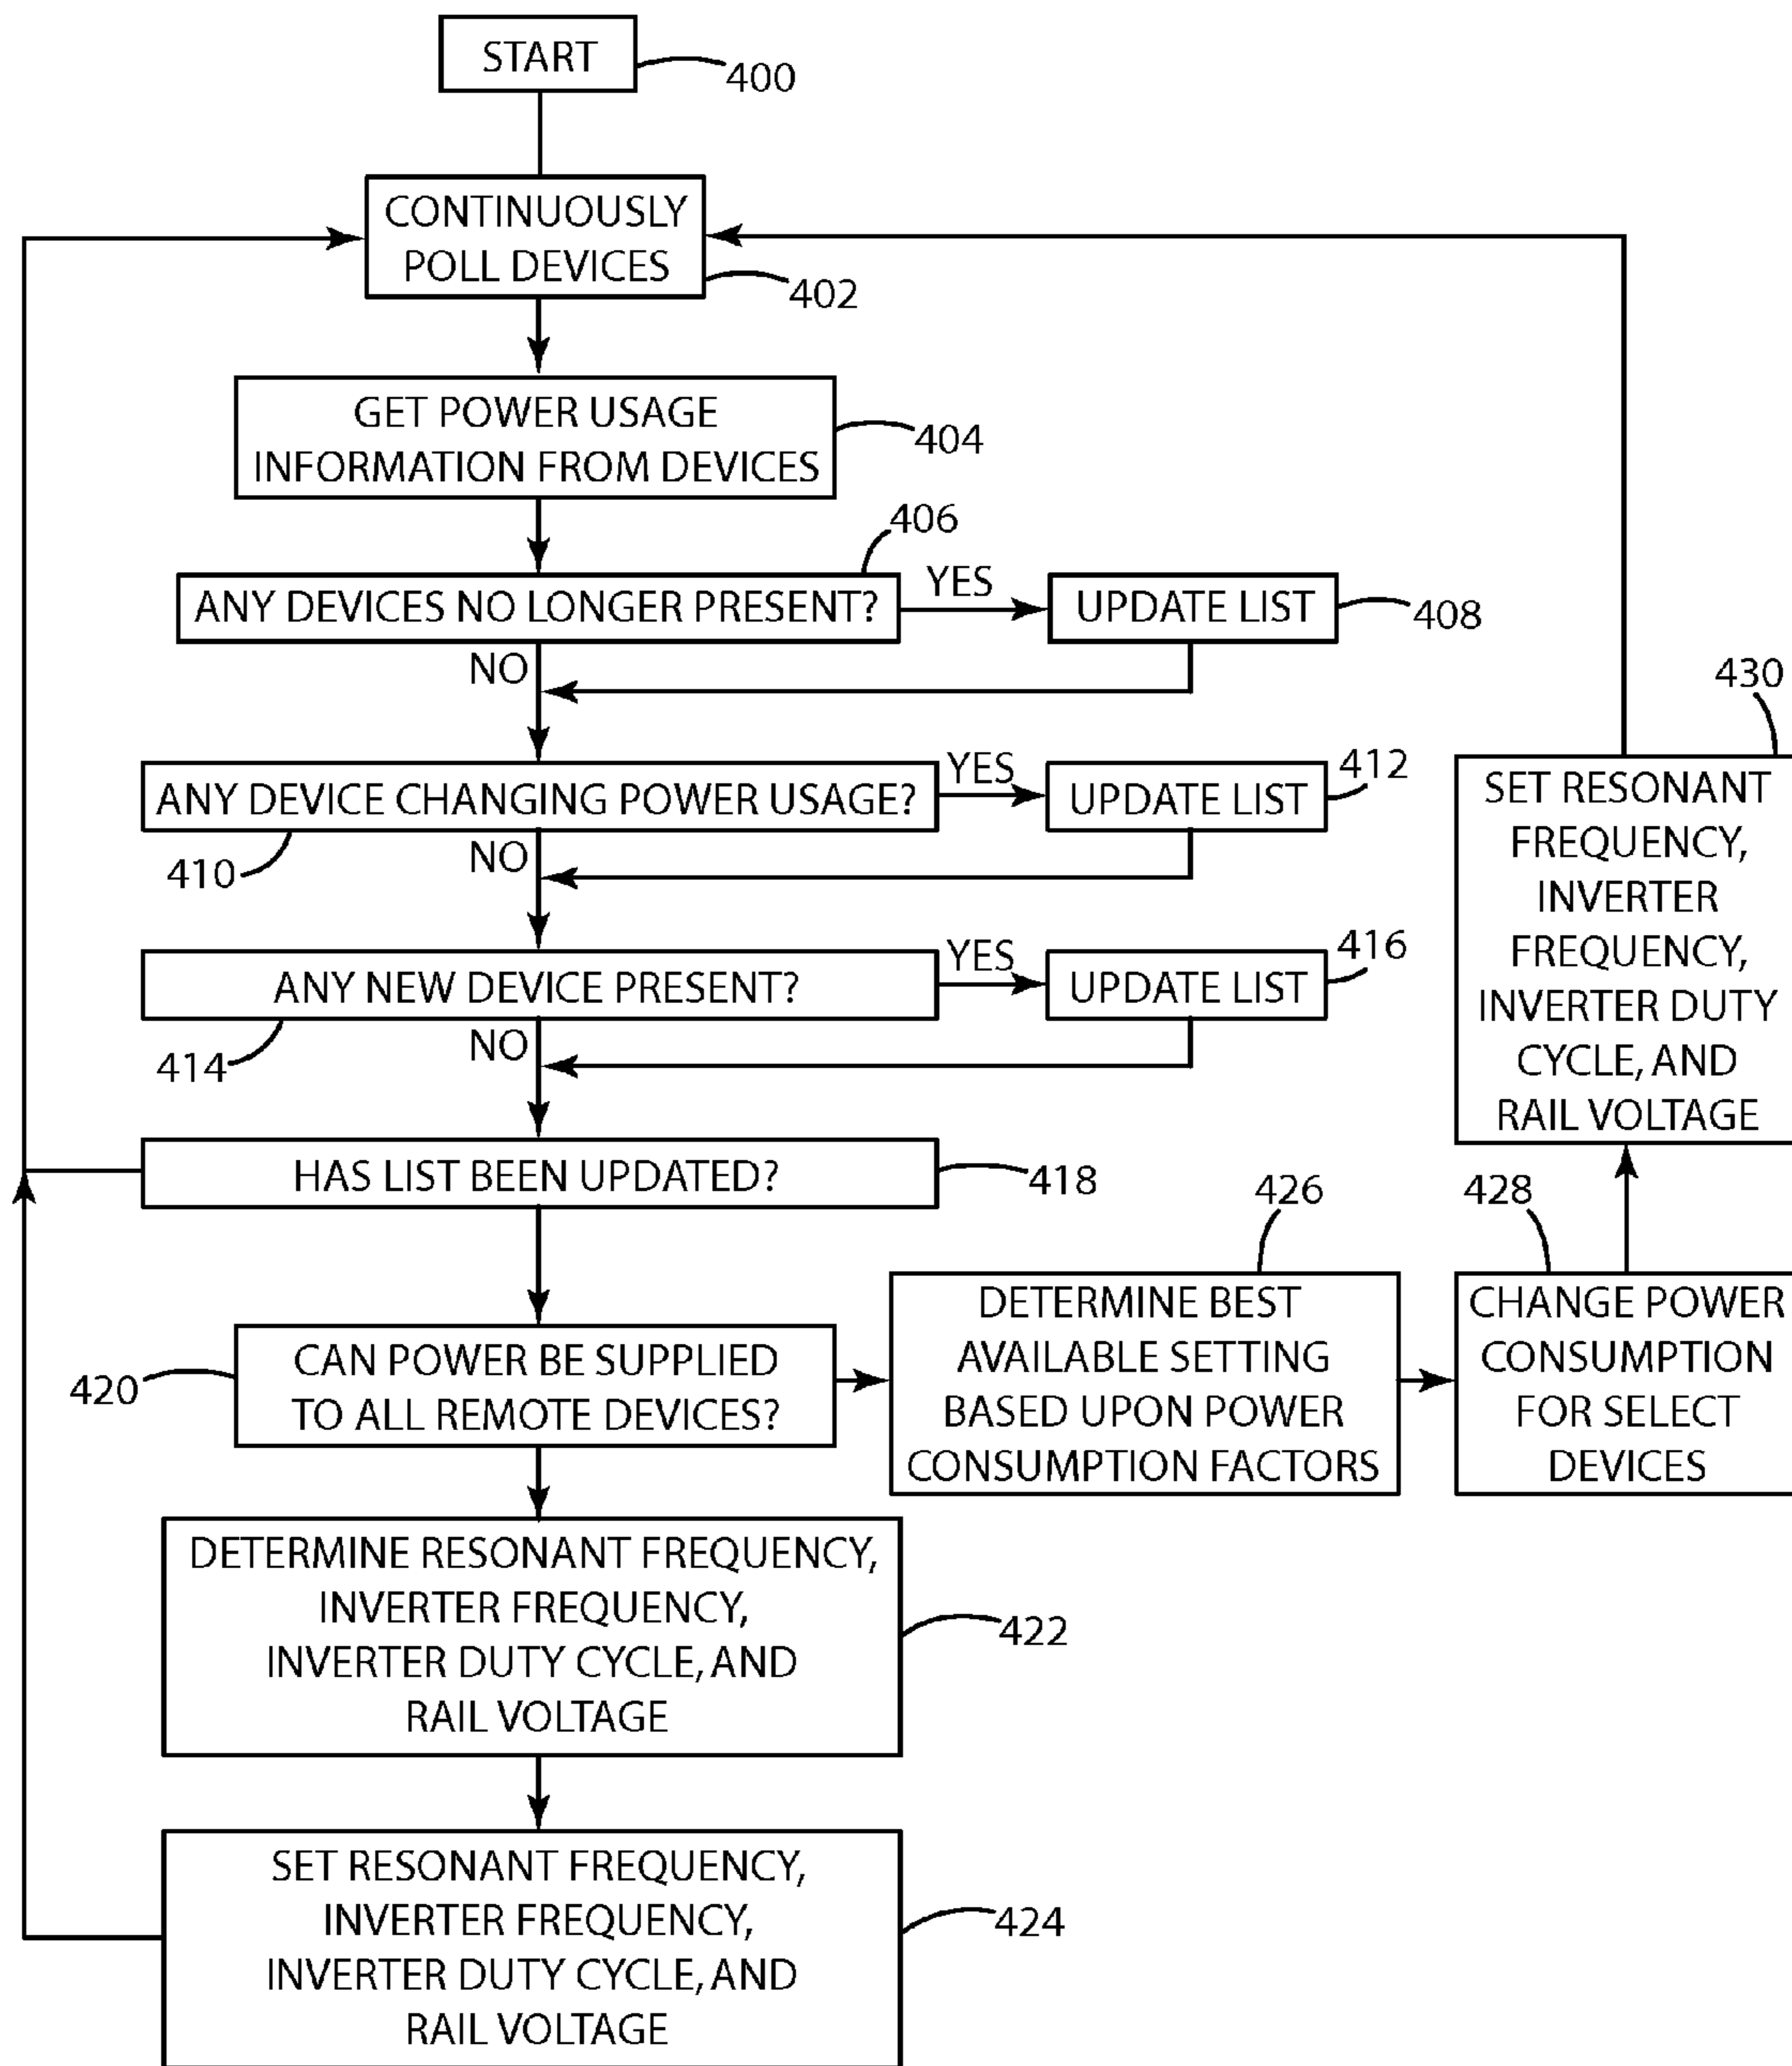 START
400
CONTINUOUSLY
POLL DEVICES
402
GET POWER USAGE
INFORMATION FROM DEVICES
404
406
ANY DEVICES NO LONGER PRESENT?
YES
UPDATE LIST
408
NO
430
ANY DEVICE CHANGING POWER USAGE?
YES
UPDATE LIST
412
410
NO
SET RESONANT
FREQUENCY,
INVERTER
FREQUENCY,
INVERTER DUTY
CYCLE, AND
RAIL VOLTAGE
ANY NEW DEVICE PRESENT?
YES
UPDATE LIST
416
414
NO
HAS LIST BEEN UPDATED?
418
426
428
420
CAN POWER BE SUPPLIED
TO ALL REMOTE DEVICES?
DETERMINE BEST
AVAILABLE SETTING
BASED UPON POWER
CONSUMPTION FACTORS
CHANGE POWER
CONSUMPTION
FOR SELECT
DEVICES
DETERMINE RESONANT FREQUENCY,
INVERTER FREQUENCY,
INVERTER DUTY CYCLE, AND
RAIL VOLTAGE
422
SET RESONANT FREQUENCY,
INVERTER FREQUENCY,
INVERTER DUTY CYCLE, AND
RAIL VOLTAGE
424